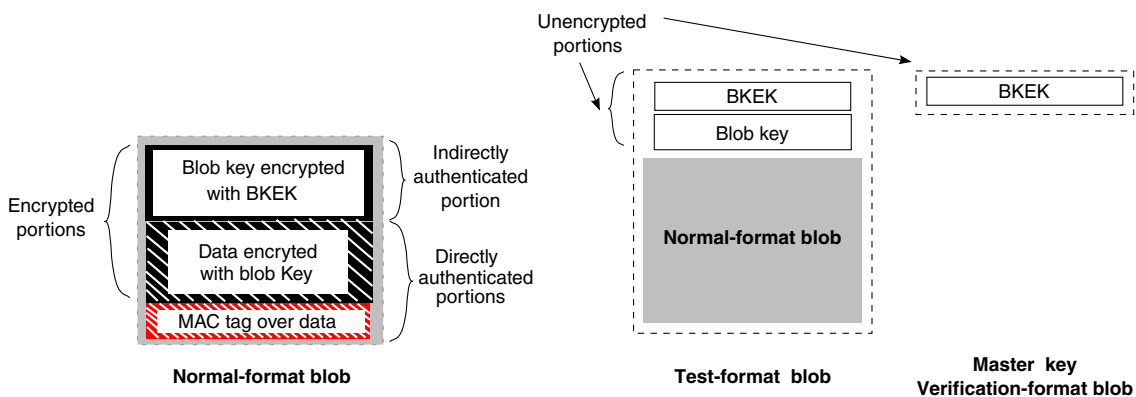 Unencrypted
portions
BKEK
Blob key
BKEK
Blob key encrypted
with BKEK
Indirectly
authenticated
portion
Encrypted
portions
Data encryted
with blob Key
Directly
authenticated
portions
MAC tag over data
Normal-format blob
Normal-format blob
Test-format blob
Master key
Verification-format blob